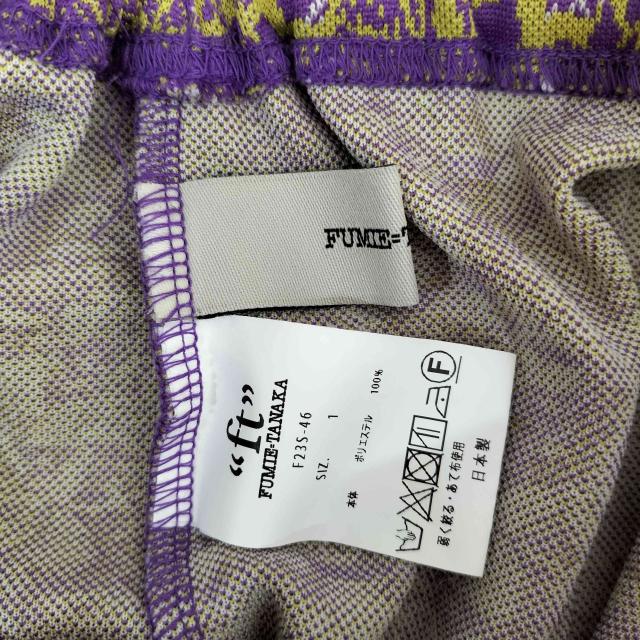 FUMIE=T
“ft”
FUMIE=TANAKA
F23S-46
SIZ. 1
本体 ポリエステル 100%
F
弱く絞る・あて布使用
日本製